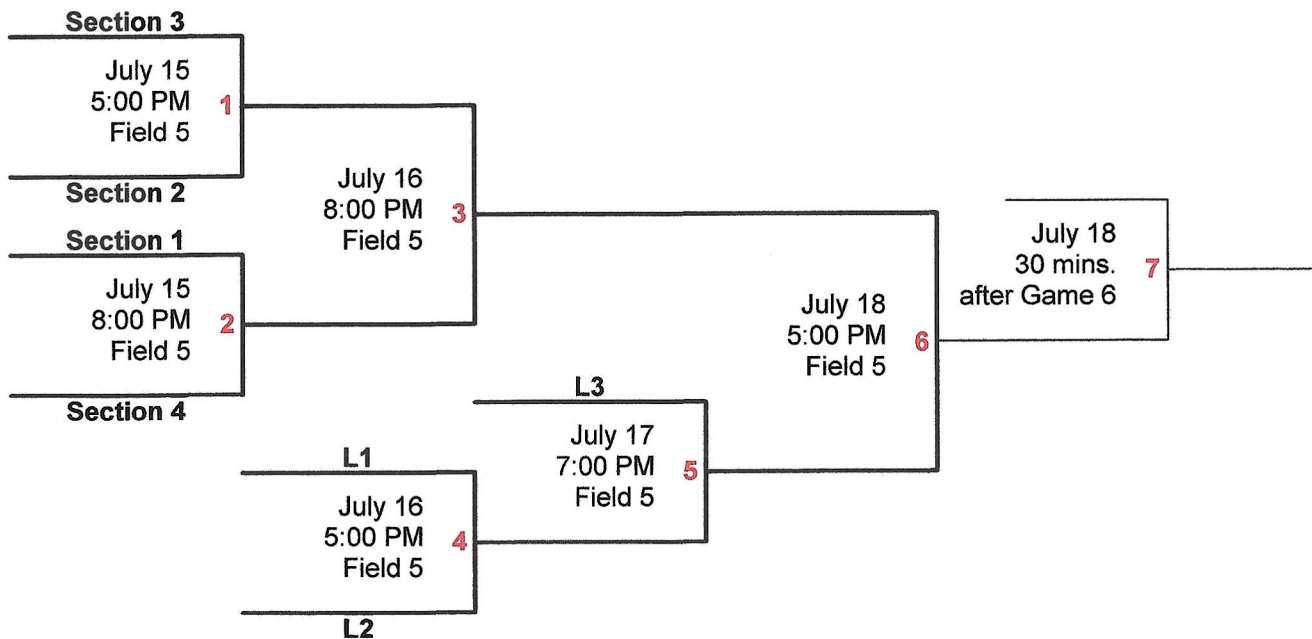 Section 3
July 15
5:00 PM
Field 5
1
Section 2
Section 1
July 15
8:00 PM
Field 5
2
Section 4
July 16
8:00 PM
Field 5
3
L1
July 16
5:00 PM
Field 5
4
L2
L3
July 17
7:00 PM
Field 5
5
July 18
5:00 PM
Field 5
6
July 18
30 mins.
after Game 6
7